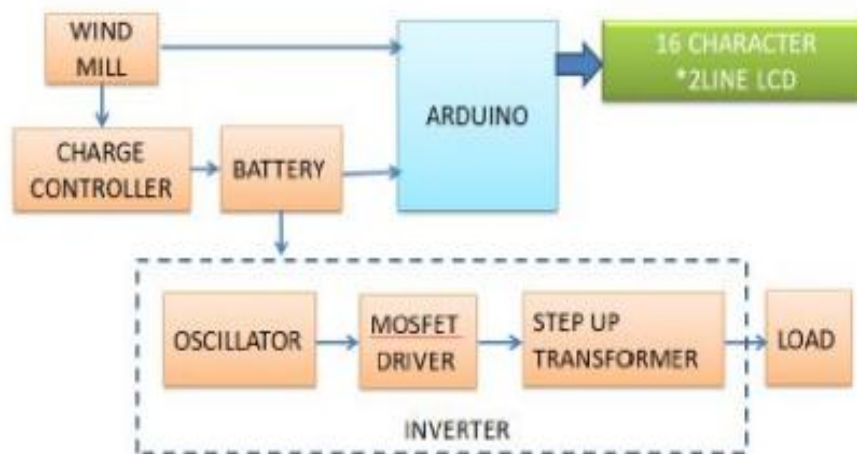 WIND
MILL
16 CHARACTER
*2LINE LCD
ARDUINO
CHARGE
CONTROLLER
BATTERY
OSCILLATOR
MOSFET
DRIVER
STEP UP
TRANSFORMER
LOAD
INVERTER